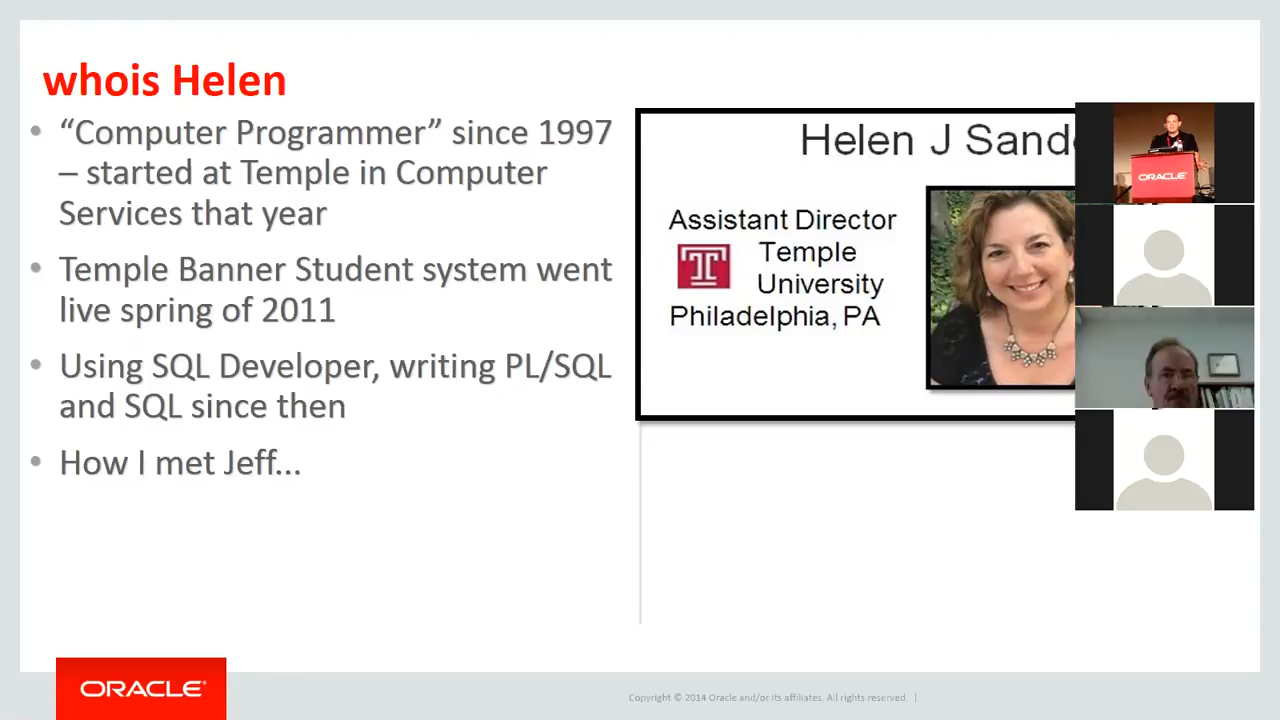 whois Helen
• “Computer Programmer” since 1997
– started at Temple in Computer
Services that year
• Temple Banner Student system went
live spring of 2011
• Using SQL Developer, writing PL/SQL
and SQL since then
• How I met Jeff...
Helen J
Assistant Director
Temple
University
Philadelphia, PA
ORACLE
ORACLE®
Copyright © 2014 Oracle and/or its affiliates. All rights reserved. |